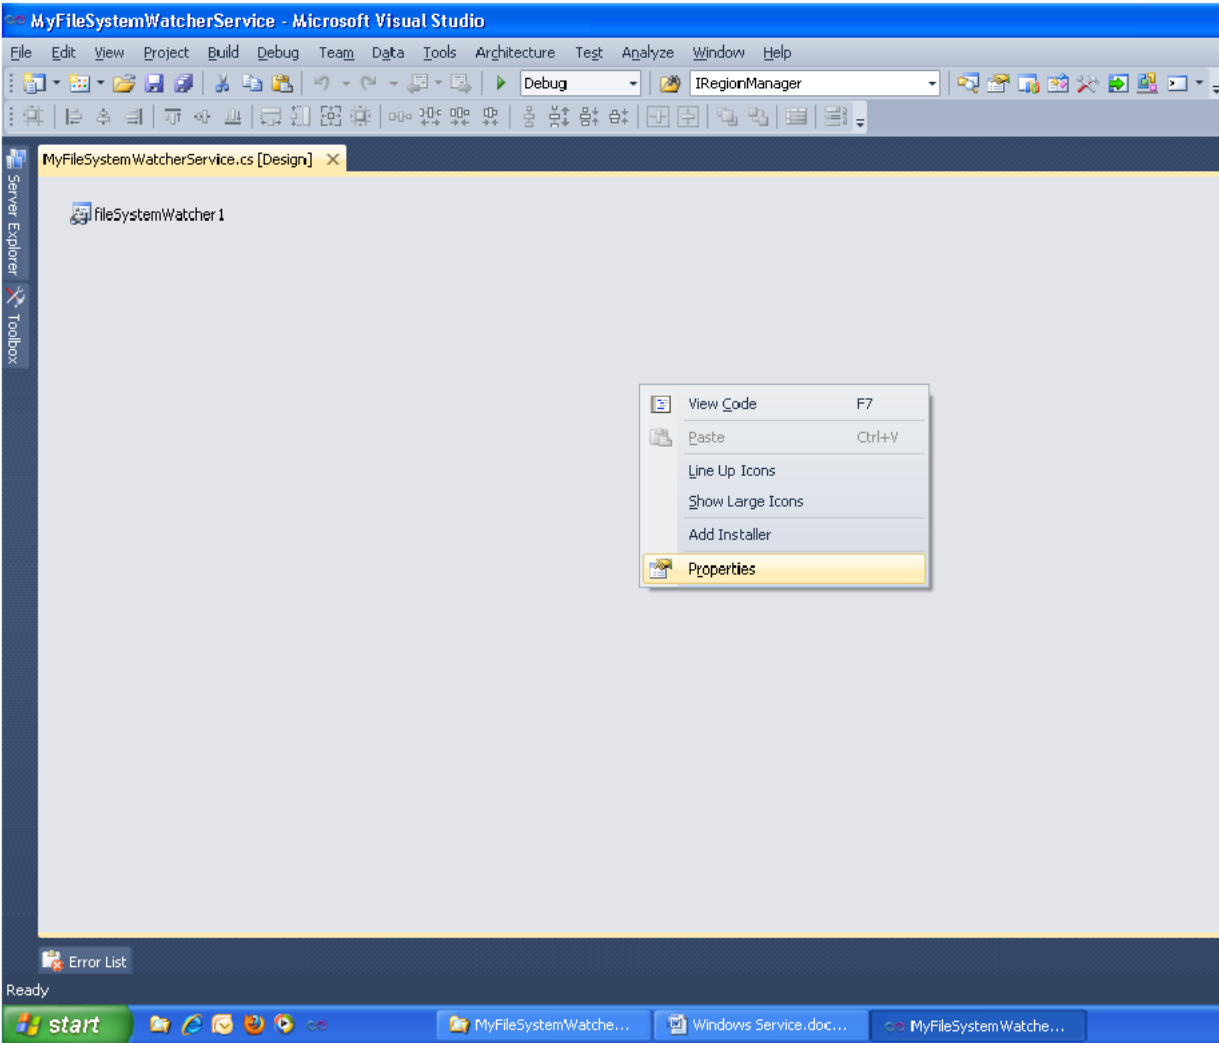 MyFileSystemWatcherService - Microsoft Visual Studio
File Edit View Project Build Debug Team Data Tools Architecture Test Analyze Window Help
Debug IRegionManager
MyFileSystemWatcherService.cs [Design]
Server Explorer
Toolbox
fileSystemWatcher1
View Code F7
Paste Ctrl+V
Line Up Icons
Show Large Icons
Add Installer
Properties
Error List
Ready
start MyFileSystemWatche... Windows Service.doc... MyFileSystemWatche...